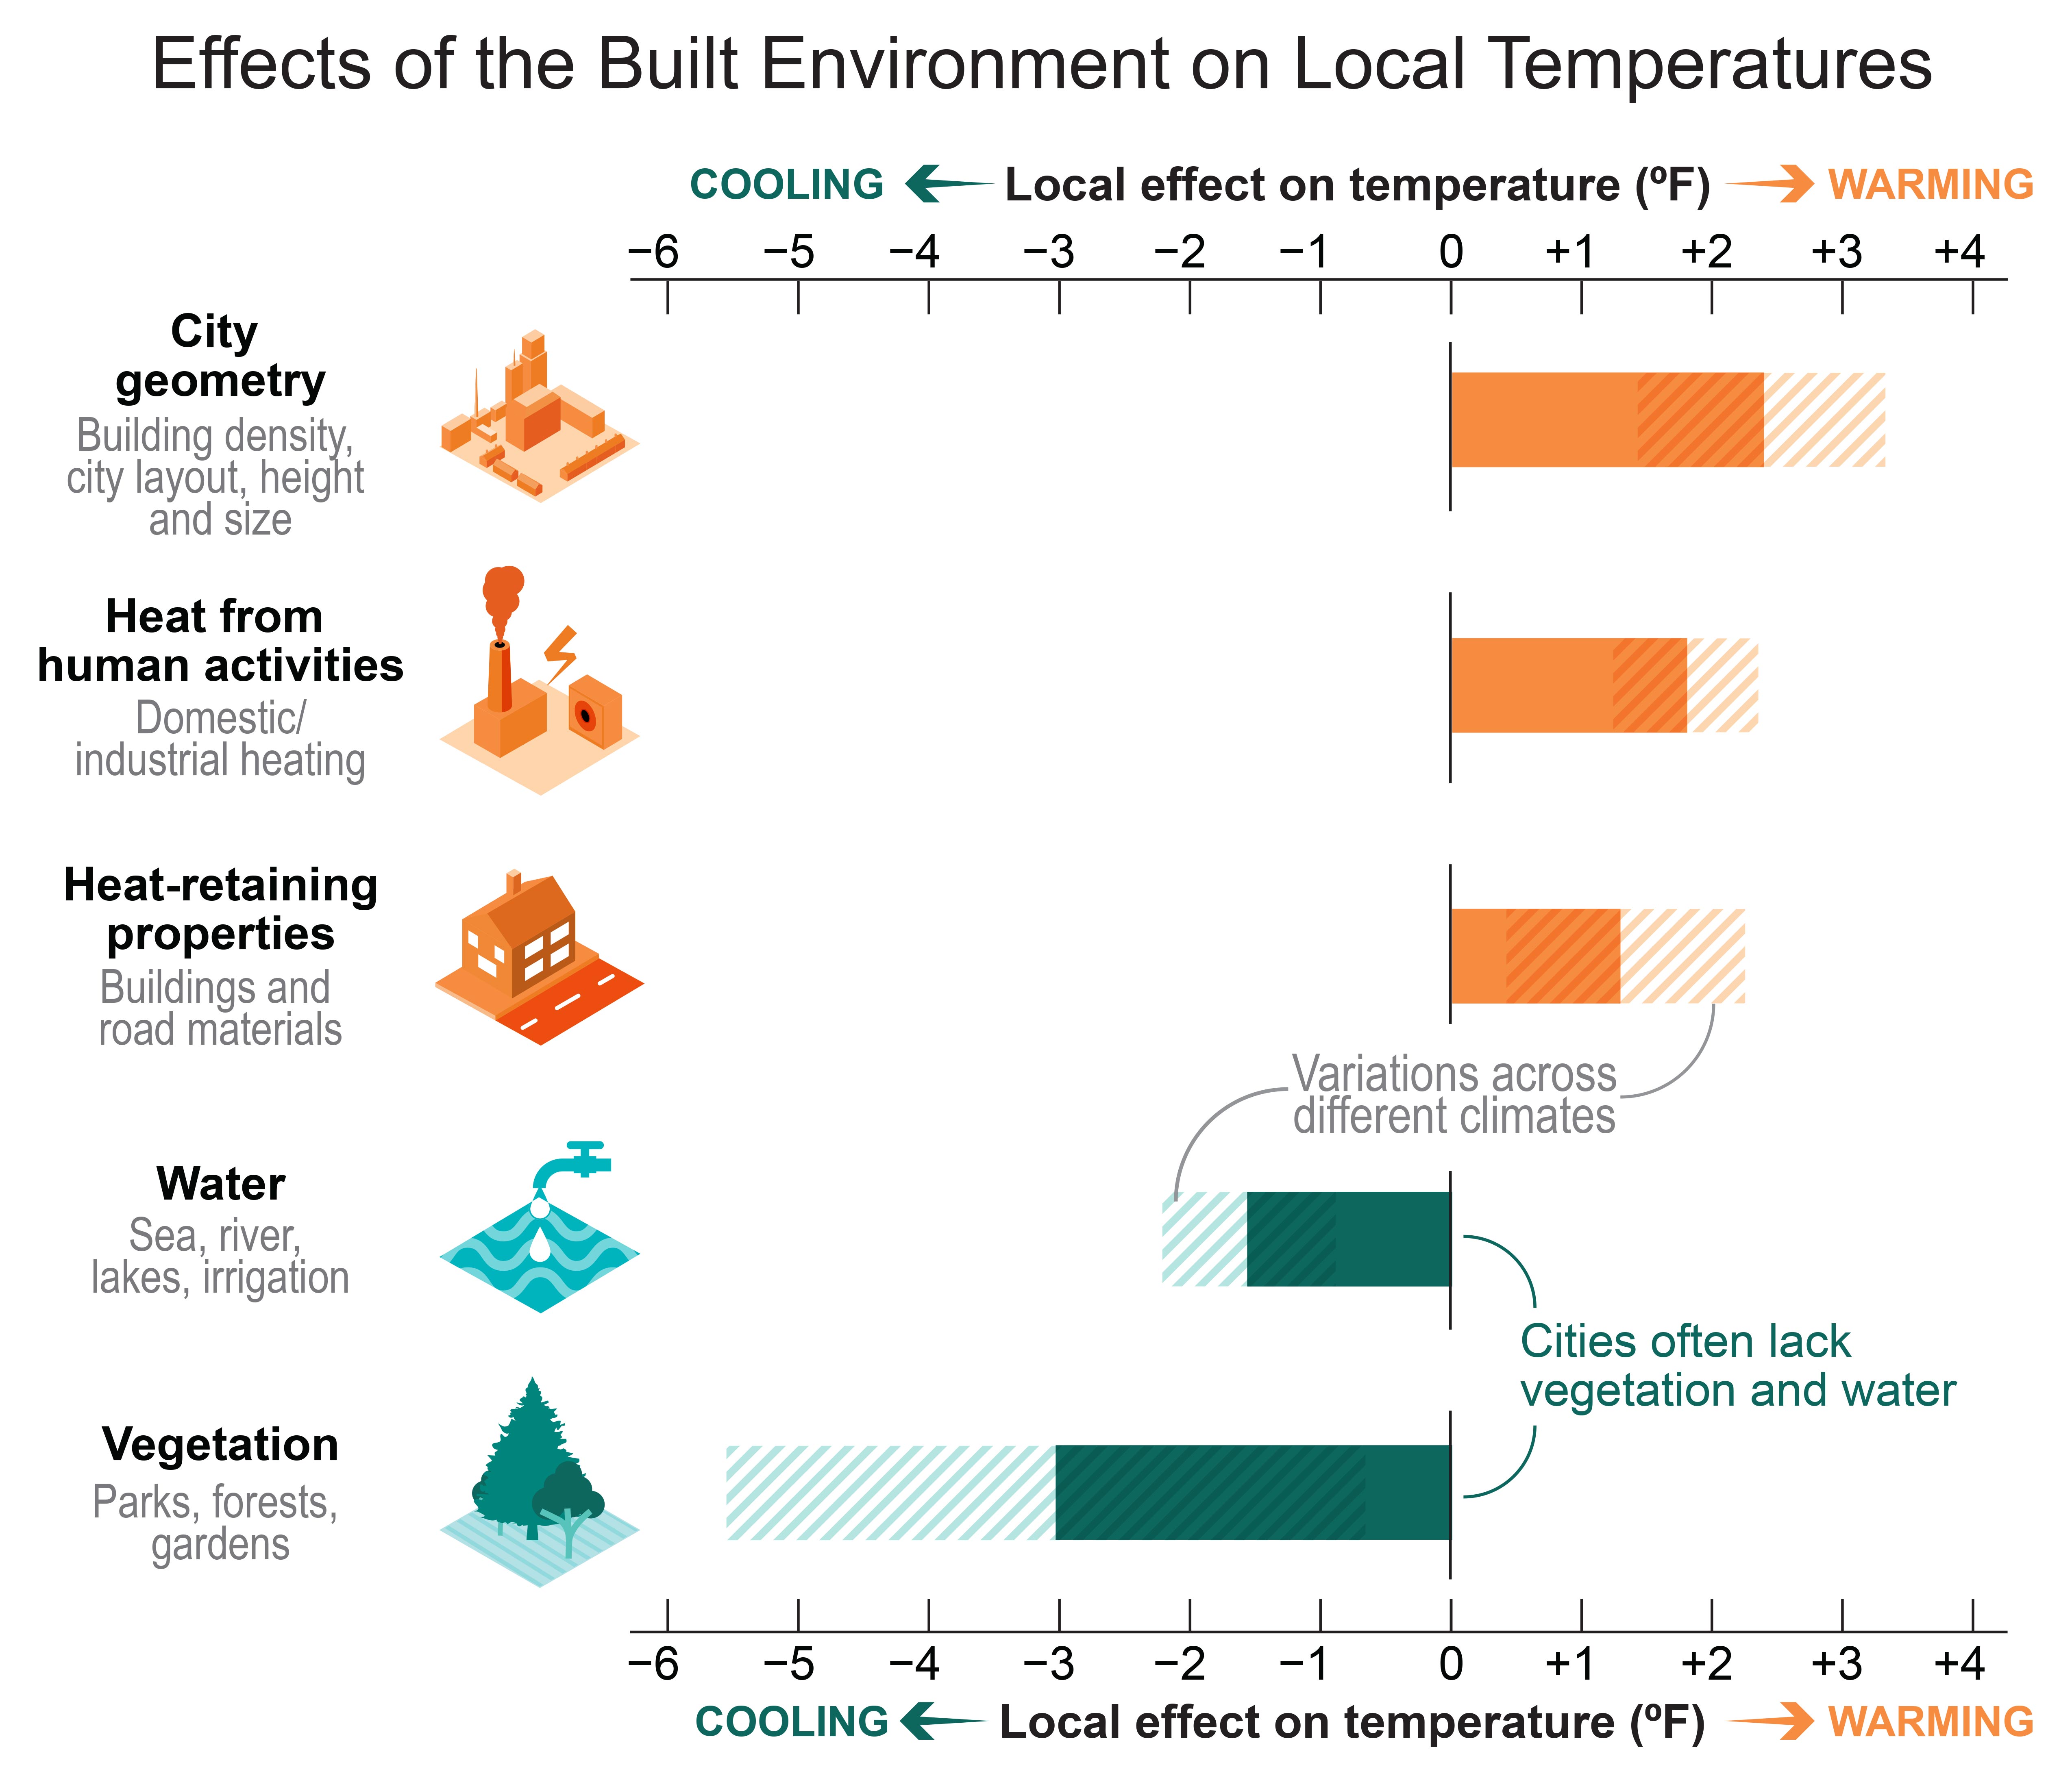 Effects of the Built Environment on Local Temperatures
COOLING Local effect on temperature (ºF) WARMING
−6 −5 −4 −3 −2 −1 0 +1 +2 +3 +4
City
geometry
Building density,
city layout, height
and size
Heat from
human activities
Domestic/
industrial heating
Heat-retaining
properties
Buildings and
road materials
Variations across
different climates
Water
Sea, river,
lakes, irrigation
Cities often lack
vegetation and water
Vegetation
Parks, forests,
gardens
−6 −5 −4 −3 −2 −1 0 +1 +2 +3 +4
COOLING Local effect on temperature (ºF) WARMING